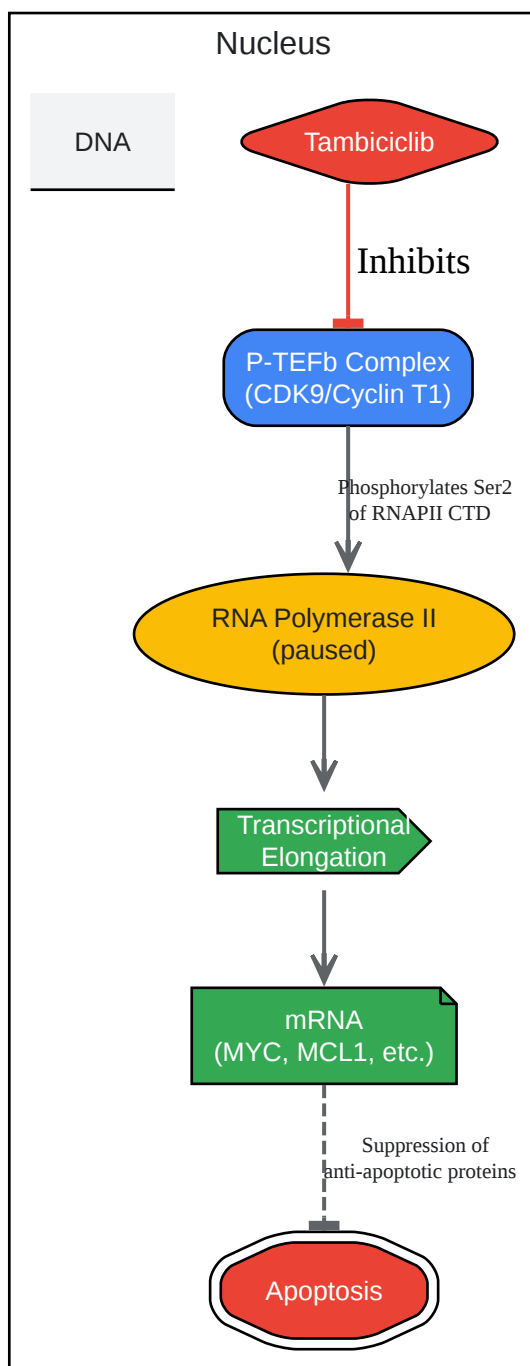 Nucleus
DNA
Tambiciclib
Inhibits
P-TEFb Complex
(CDK9/Cyclin T1)
Phosphorylates Ser2
of RNAPII CTD
RNA Polymerase II
(paused)
Transcriptional
Elongation
mRNA
(MYC, MCL1, etc.)
Suppression of
anti-apoptotic proteins
Apoptosis